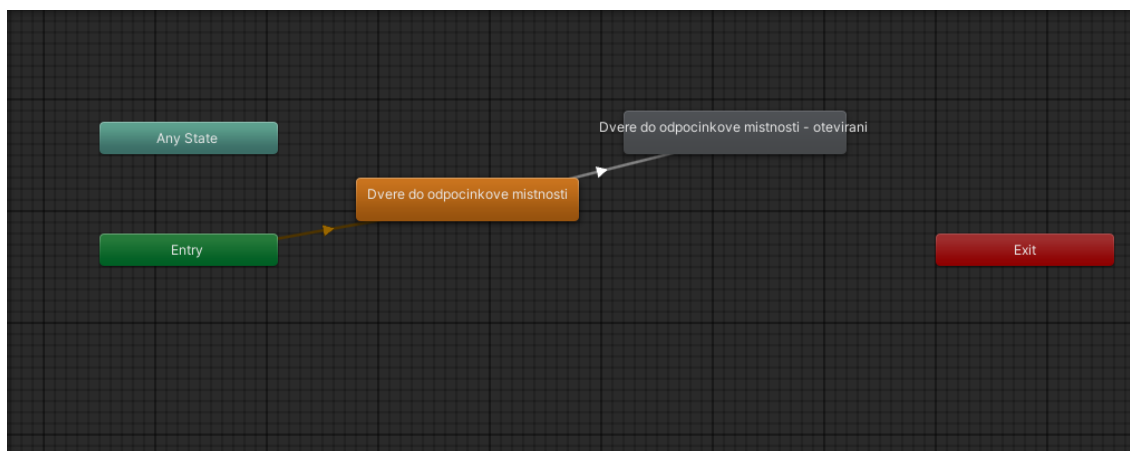 Any State
Dvere do odpocinkove mistnosti - otevirani
Dvere do odpocinkove mistnosti
Entry
Exit